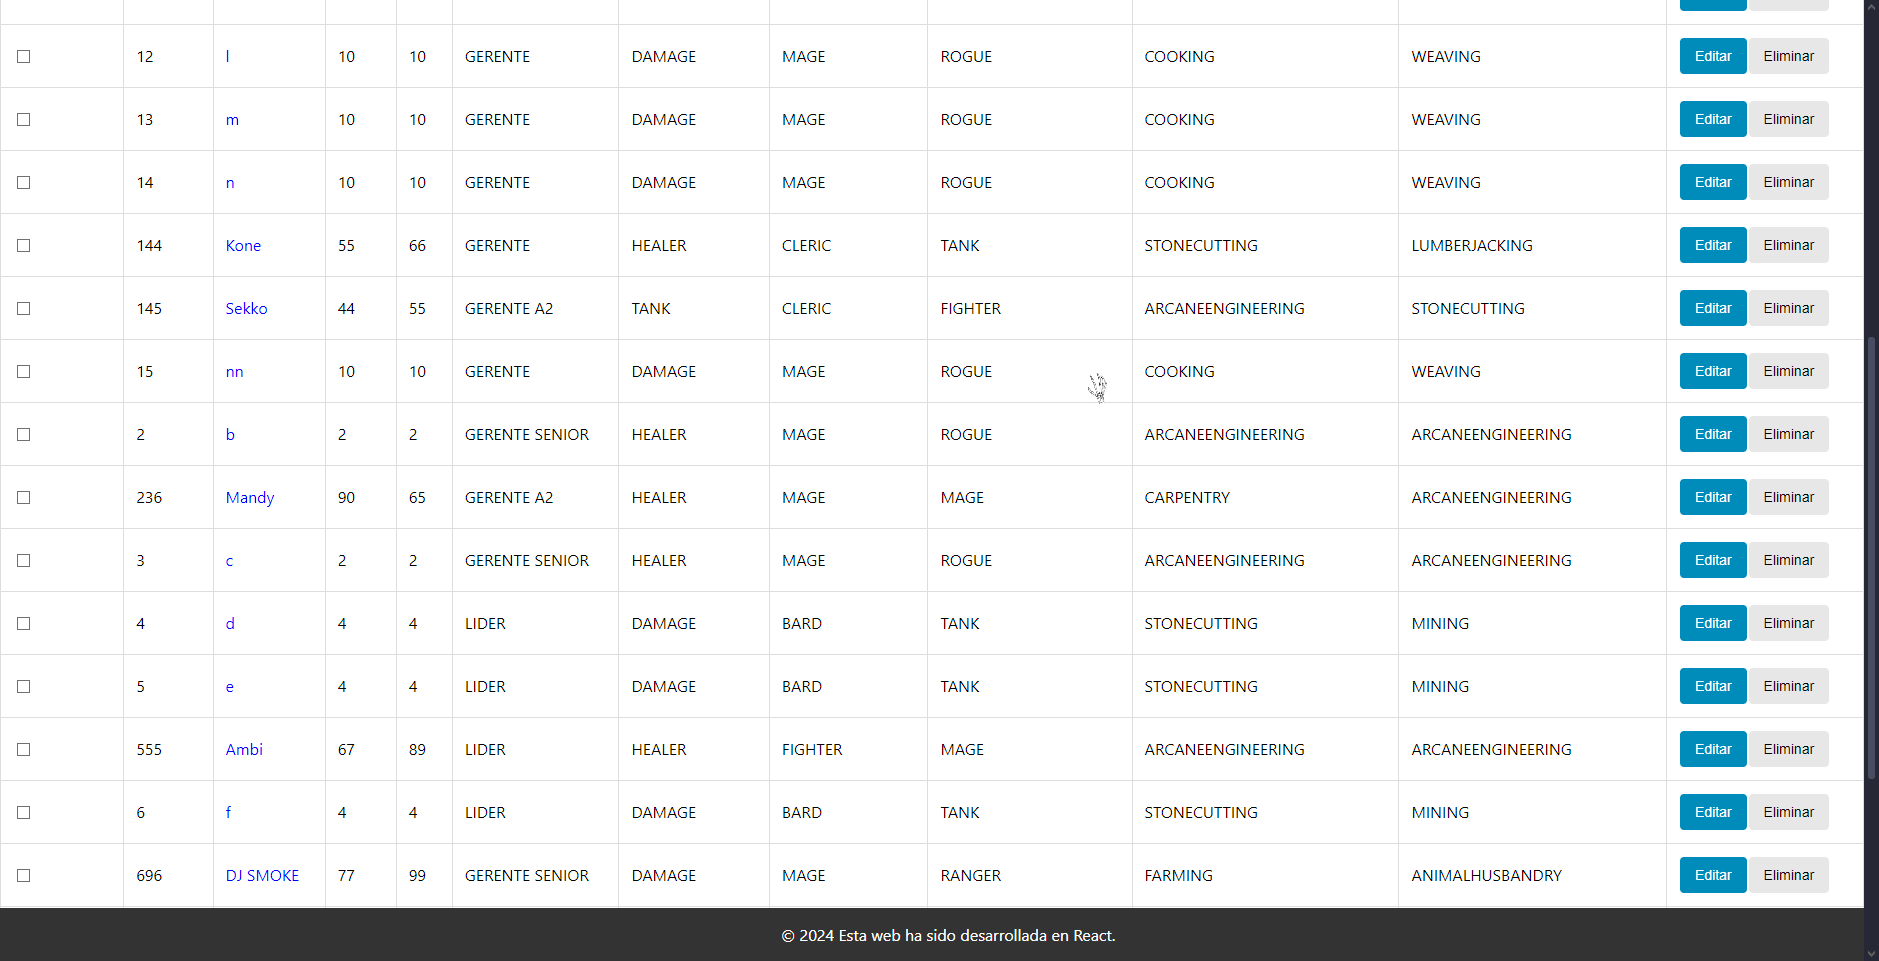 12 l 10 10 GERENTE DAMAGE MAGE ROGUE COOKING WEAVING Editar Eliminar
13 m 10 10 GERENTE DAMAGE MAGE ROGUE COOKING WEAVING Editar Eliminar
14 n 10 10 GERENTE DAMAGE MAGE ROGUE COOKING WEAVING Editar Eliminar
144 Kone 55 66 GERENTE HEALER CLERIC TANK STONECUTTING LUMBERJACKING Editar Eliminar
145 Sekko 44 55 GERENTE A2 TANK CLERIC FIGHTER ARCANEENGINEERING STONECUTTING Editar Eliminar
15 nn 10 10 GERENTE DAMAGE MAGE ROGUE COOKING WEAVING Editar Eliminar
2 b 2 2 GERENTE SENIOR HEALER MAGE ROGUE ARCANEENGINEERING ARCANEENGINEERING Editar Eliminar
236 Mandy 90 65 GERENTE A2 HEALER MAGE MAGE CARPENTRY ARCANEENGINEERING Editar Eliminar
3 c 2 2 GERENTE SENIOR HEALER MAGE ROGUE ARCANEENGINEERING ARCANEENGINEERING Editar Eliminar
4 d 4 4 LIDER DAMAGE BARD TANK STONECUTTING MINING Editar Eliminar
5 e 4 4 LIDER DAMAGE BARD TANK STONECUTTING MINING Editar Eliminar
555 Ambi 67 89 LIDER HEALER FIGHTER MAGE ARCANEENGINEERING ARCANEENGINEERING Editar Eliminar
6 f 4 4 LIDER DAMAGE BARD TANK STONECUTTING MINING Editar Eliminar
696 DJ SMOKE 77 99 GERENTE SENIOR DAMAGE MAGE RANGER FARMING ANIMALHUSBANDRY Editar Eliminar
© 2024 Esta web ha sido desarrollada en React.